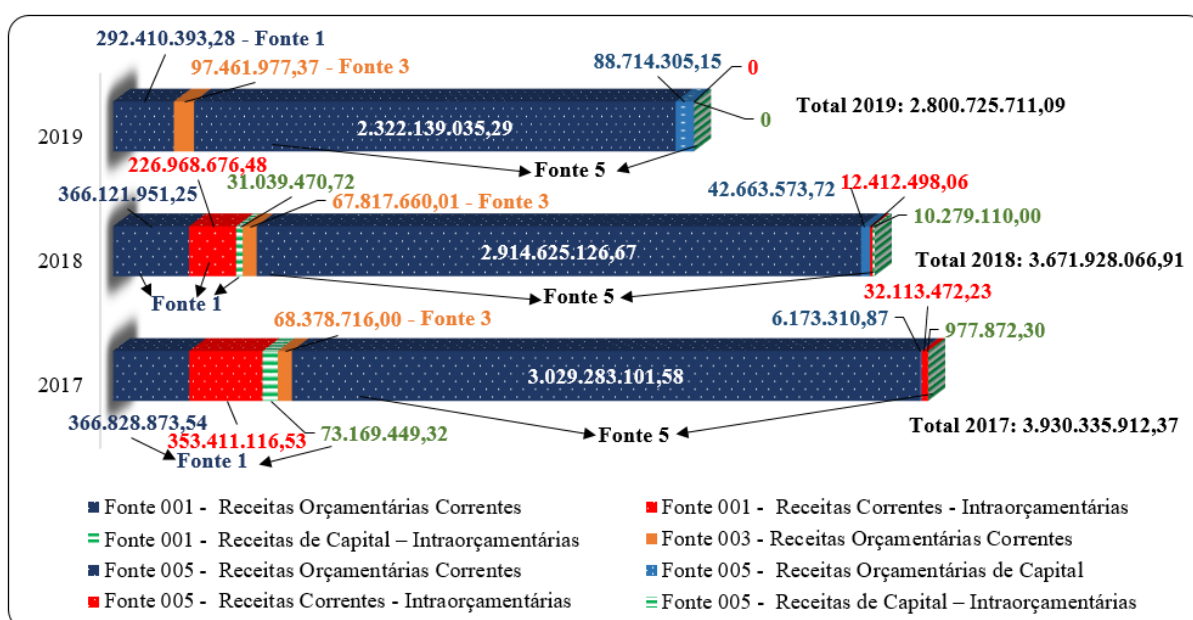 292.410.393,28 - Fonte 1
97.461.977,37 - Fonte 3
88.714.305,15
0
Total 2019: 2.800.725.711,09
0
2019
2.322.139.035,29
Fonte 5
226.968.676,48
366.121.951,25
31.039.470,72
67.817.660,01 - Fonte 3
42.663.573,72
12.412.498,06
10.279.110,00
2018
2.914.625.126,67
Total 2018: 3.671.928.066,91
Fonte 1
Fonte 5
68.378.716,00 - Fonte 3
32.113.472,23
6.173.310,87
977.872,30
2017
3.029.283.101,58
366.828.873,54
353.411.116,53
73.169.449,32
Fonte 5
Total 2017: 3.930.335.912,37
Fonte 1
Fonte 001 - Receitas Orçamentárias Correntes
Fonte 001 - Receitas Correntes - Intraorçamentárias
Fonte 001 - Receitas de Capital – Intraorçamentárias
Fonte 003 - Receitas Orçamentárias Correntes
Fonte 005 - Receitas Orçamentárias Correntes
Fonte 005 - Receitas Orçamentárias de Capital
Fonte 005 - Receitas Correntes - Intraorçamentárias
Fonte 005 - Receitas de Capital – Intraorçamentárias